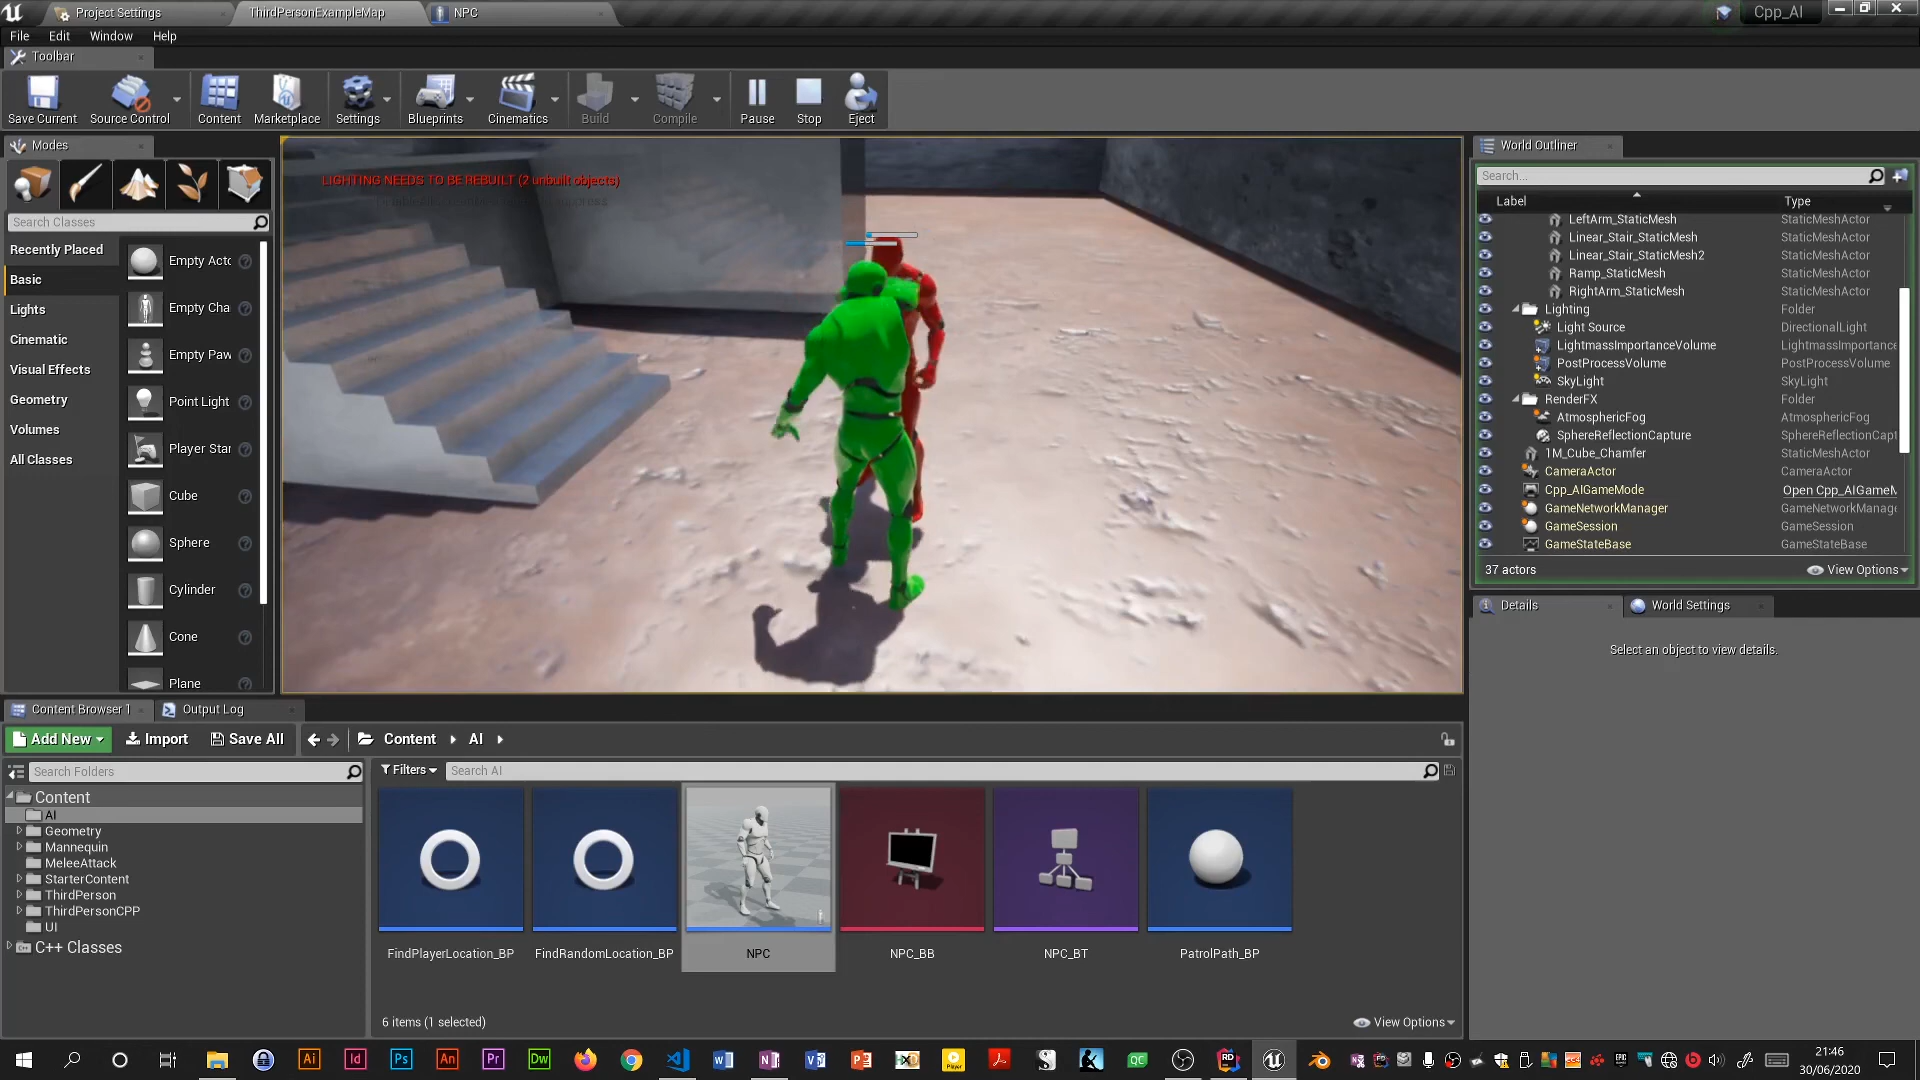 Project Settings
ThirdPersonExampleMap
NPC
Cpp_AI
File Edit Window Help
Toolbar
Save Current
Source Control
Content
Marketplace
Settings
Blueprints
Cinematics
Build
Compile
Pause
Stop
Eject
Modes
Search Classes
Recently Placed
Basic
Lights
Cinematic
Visual Effects
Geometry
Volumes
All Classes
Empty Acto
Empty Cha
Empty Paw
Point Light
Player Star
Cube
Sphere
Cylinder
Cone
Plane
LIGHTING NEEDS TO BE REBUILT (2 unbuilt objects)
World Outliner
Search...
Label Type
LeftArm_StaticMesh StaticMeshActor
Linear_Stair_StaticMesh StaticMeshActor
Linear_Stair_StaticMesh2 StaticMeshActor
Ramp_StaticMesh StaticMeshActor
RightArm_StaticMesh StaticMeshActor
Lighting Folder
Light Source DirectionalLight
LightmassImportanceVolume LightmassImportance
PostProcessVolume PostProcessVolume
SkyLight SkyLight
RenderFX Folder
AtmosphericFog AtmosphericFog
SphereReflectionCapture SphereReflectionCapt
1M_Cube_Chamfer StaticMeshActor
CameraActor CameraActor
Cpp_AIGameMode Open Cpp_AIGameM
GameNetworkManager GameNetworkManage
GameSession GameSession
GameStateBase GameStateBase
37 actors View Options
Details
World Settings
Select an object to view details.
Content Browser 1
Output Log
Add New Import Save All Content AI
Search Folders
Filters Search AI
Content
AI
Geometry
Mannequin
MeleeAttack
StarterContent
ThirdPerson
ThirdPersonCPP
UI
C++ Classes
FindPlayerLocation_BP
FindRandomLocation_BP
NPC
NPC_BB
NPC_BT
PatrolPath_BP
6 items (1 selected) View Options
Ai Id Ps An Pr Dw
QC
21:46
30/06/2020